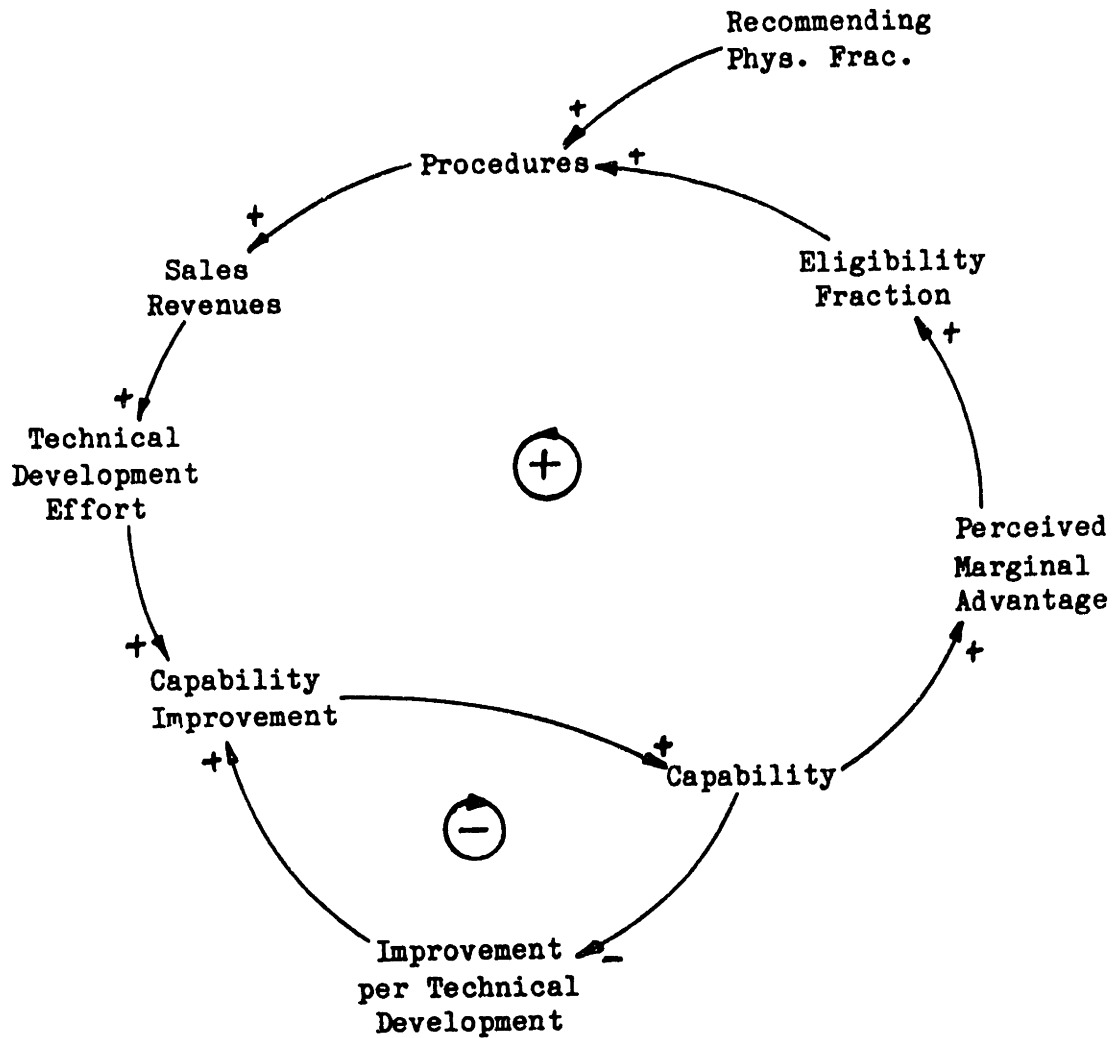 Recommending
Phys. Frac.
+
Procedures
+
+
Sales
Revenues
Eligibility
Fraction
+
+
Technical
Development
Effort
+
Perceived
Marginal
Advantage
+
+
Capability
Improvement
+
+
Capability
−
Improvement
per Technical
Development
−